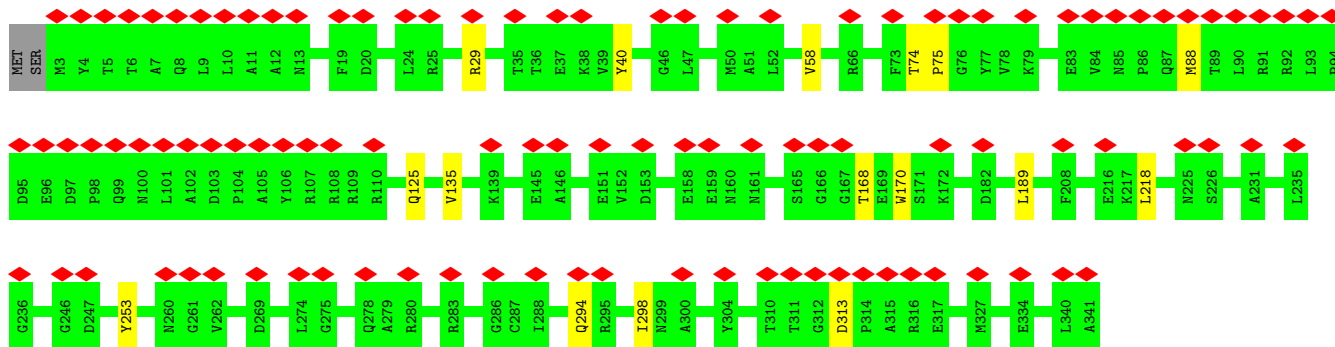 MET SER M3 Y4 T5 T6 A7 Q8 L9 L10 A11 A12 N13 F19 D20 L24 R25 R29 T35 T36 E37 K38 V39 Y40 G46 L47 M50 A51 L52 V58 R66 F73 T74 P75 G76 Y77 V78 K79 E83 V84 N85 P86 Q87 M88 T89 L90 R91 R92 L93
D95 E96 D97 P98 Q99 N100 L101 A102 D103 P104 A105 Y106 R107 R108 R109 R110 Q125 V135 K139 E145 A146 E151 V152 D153 E158 E159 N160 N161 S165 G166 G167 T168 E169 W170 S171 K172 D182 L189 F208 E216 K217 L218 N225 S226 A231 L235
G236 G246 D247 Y253 N260 G261 V262 D269 L274 G275 Q278 A279 R280 R283 G286 C287 I288 Q294 R295 I298 N299 A300 Y304 T310 T311 G312 D313 P314 A315 R316 E317 M327 E334 L340 A341